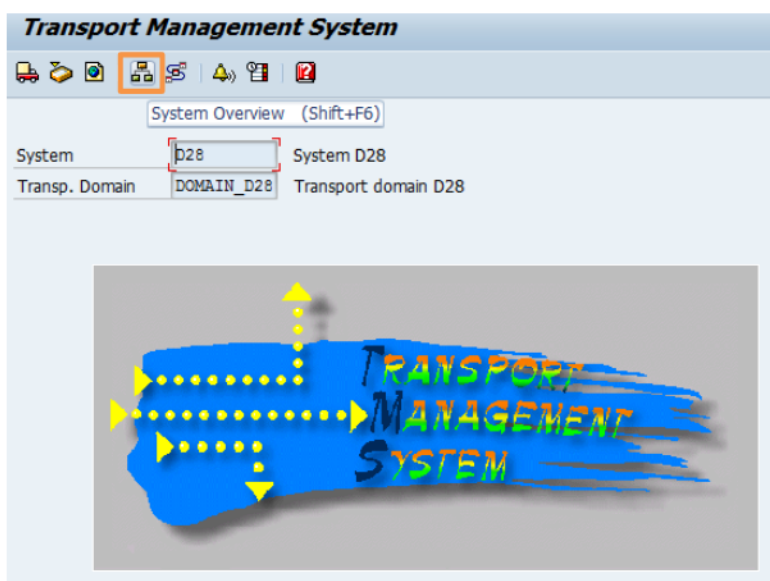 Transport Management System
System Overview (Shift+F6)
System D28 System D28
Transp. Domain DOMAIN_D28 Transport domain D28
TRANSPORT
MANAGEMENT
SYSTEM